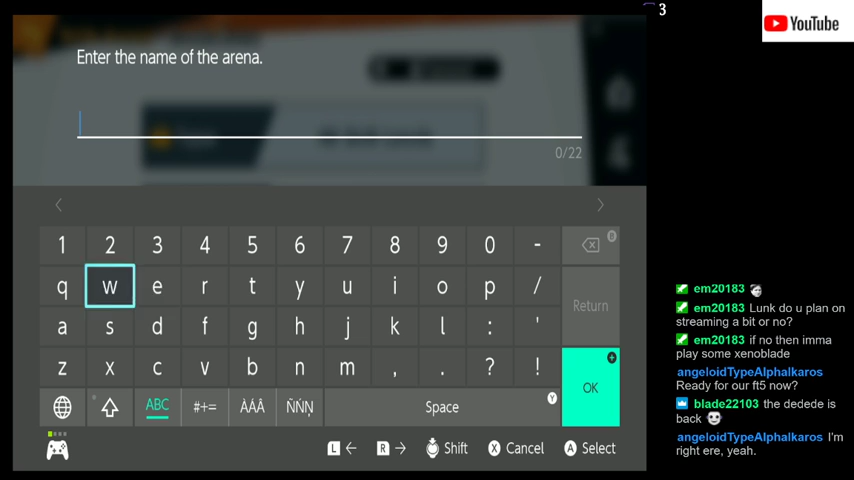 3
YouTube
Enter the name of the arena.
0/22
1 2 3 4 5 6 7 8 9 0 -
q w e r t y u i o p /
Return
a s d f g h j k l : '
z x c v b n m , . ? !
OK
ABC #+= ÀÁÂ ÑŃŅ Space
L ← R → Shift X Cancel A Select
em20183
em20183 Lunk do u plan on
streaming a bit or no?
em20183 if no then imma
play some xenoblade
angeloidTypeAlphaIkaros
Ready for our ft5 now?
blade22103 the dedede is
back
angeloidTypeAlphaIkaros I'm
right ere, yeah.